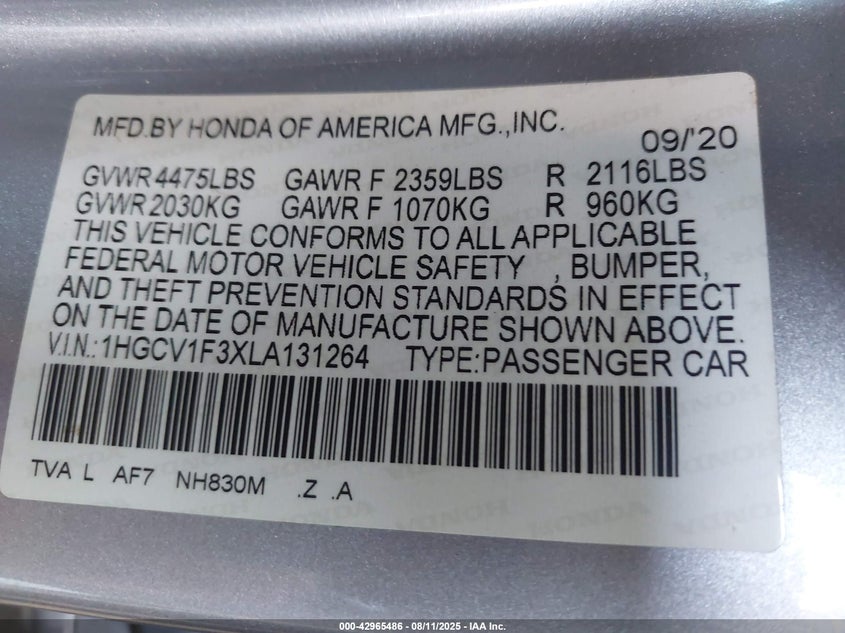 MFD.BY HONDA OF AMERICA MFG.,INC.
09/'20
GVWR 4475LBS GAWR F 2359LBS R 2116LBS
GVWR 2030KG GAWR F 1070KG R 960KG
THIS VEHICLE CONFORMS TO ALL APPLICABLE
FEDERAL MOTOR VEHICLE SAFETY , BUMPER,
AND THEFT PREVENTION STANDARDS IN EFFECT
ON THE DATE OF MANUFACTURE SHOWN ABOVE.
V.I.N.:1HGCV1F3XLA131264 TYPE:PASSENGER CAR
TVA L AF7 NH830M .Z .A
000-42965486 - 08/11/2025 - IAA Inc.